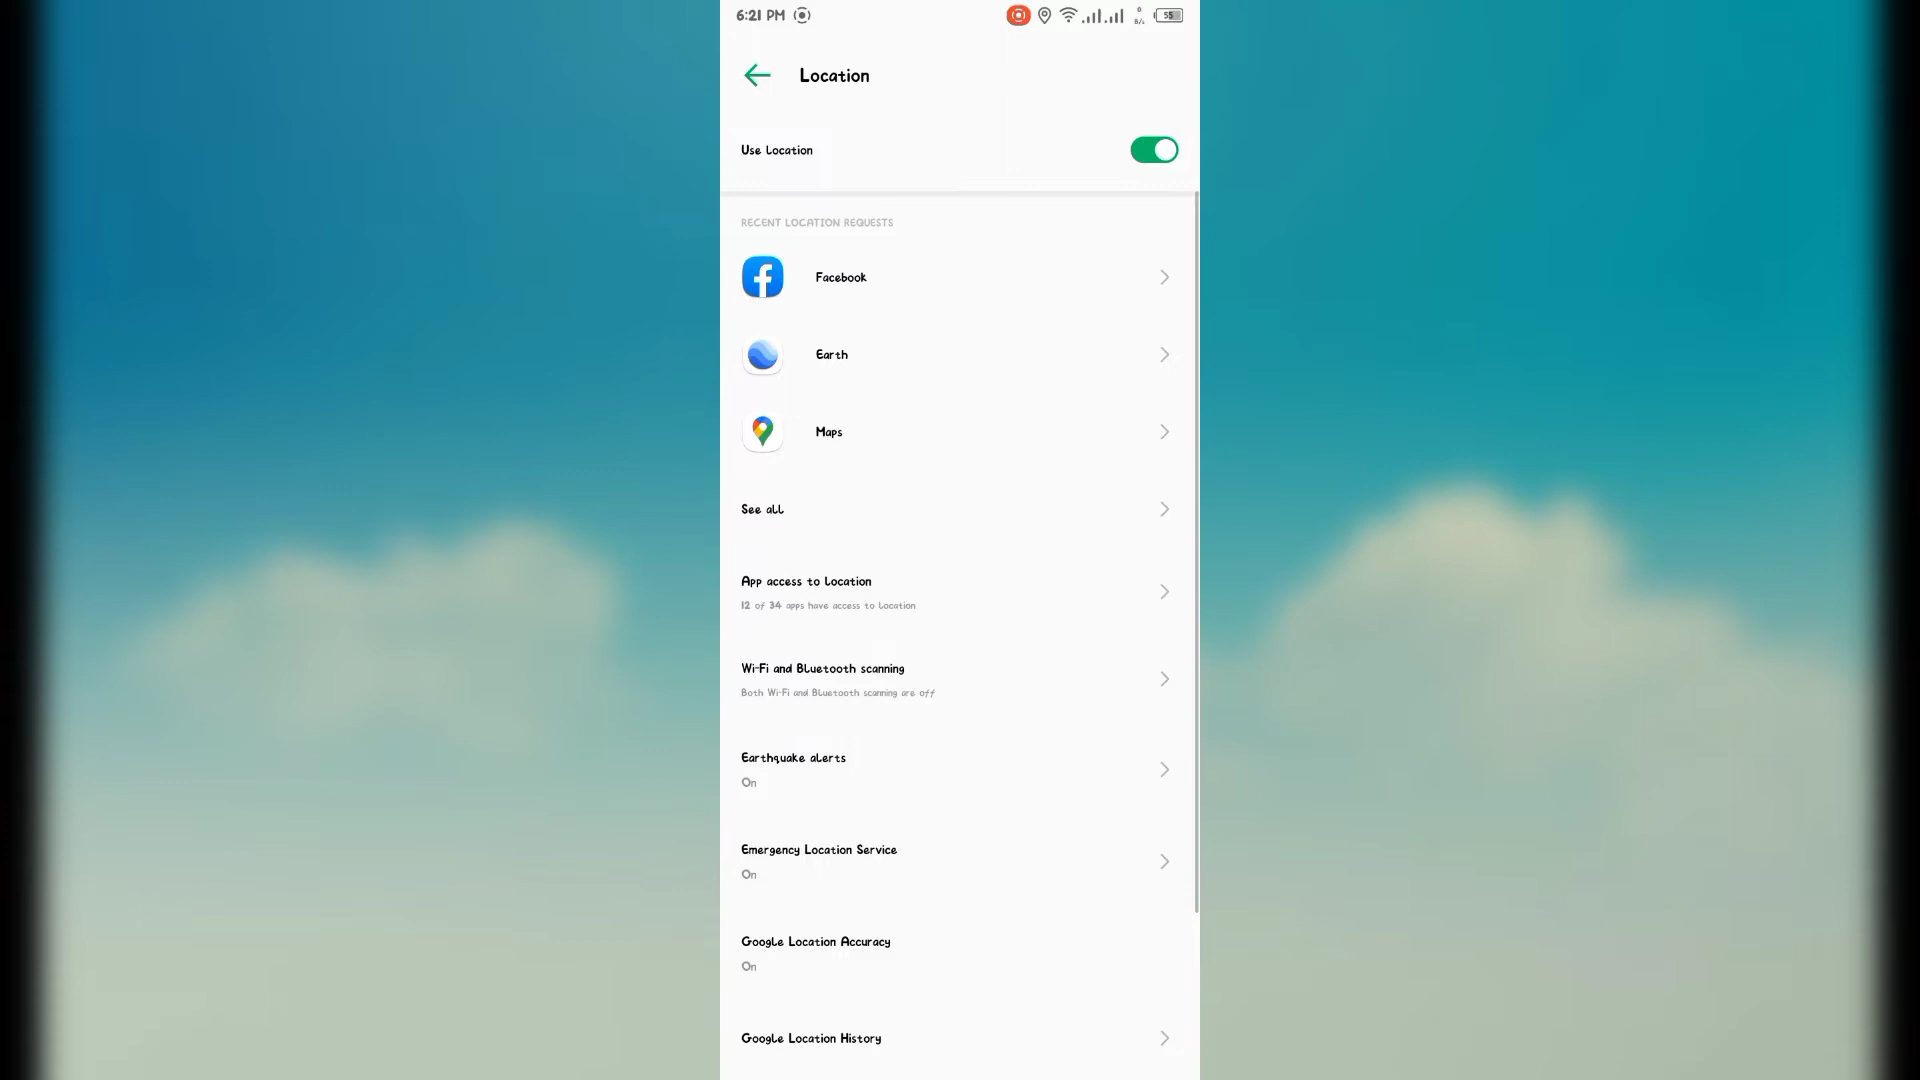 6:21 PM
0
B/s
55
Location
Use Location
RECENT LOCATION REQUESTS
Facebook
Earth
Maps
See all
App access to Location
12 of 34 apps have access to Location
Wi-Fi and Bluetooth scanning
Both Wi-Fi and Bluetooth scanning are off
Earthquake alerts
On
Emergency Location Service
On
Google Location Accuracy
On
Google Location History